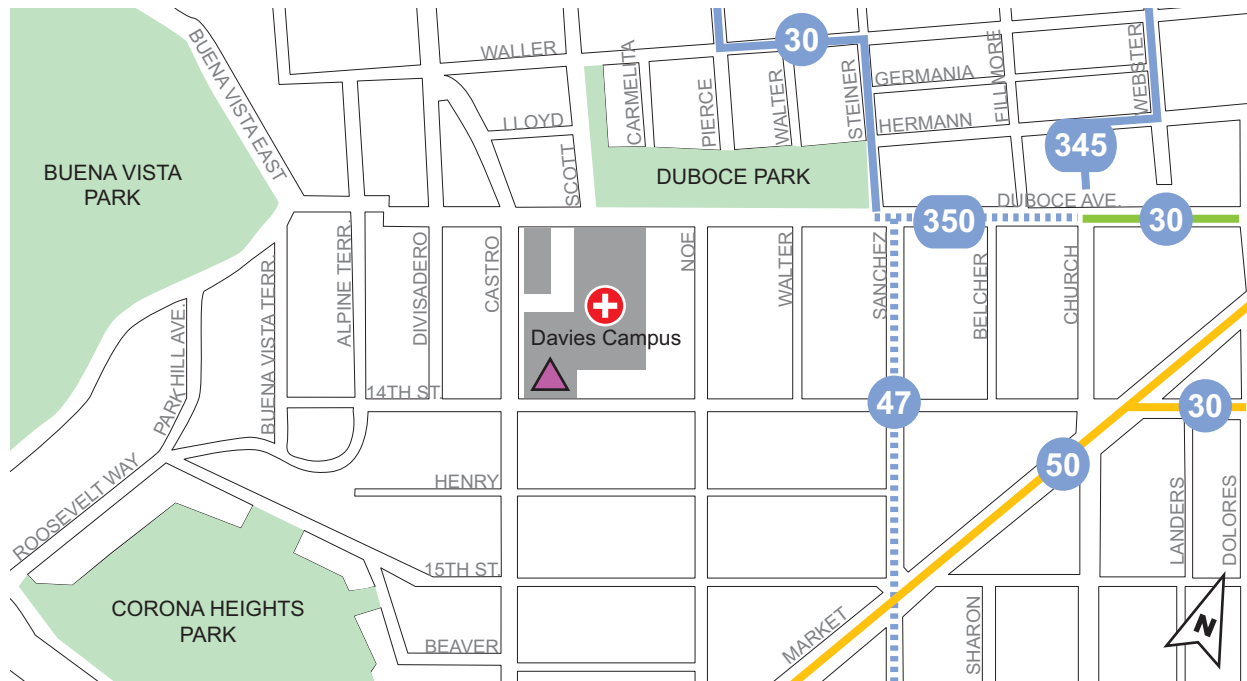 WALLER
BUENA VISTA EAST
CARMELITA
PIERCE
WALTER
30
STEINER
GERMANIA
FILLMORE
WEBSTER
LLOYD
HERMANN
345
SCOTT
BUENA VISTA
PARK
DUBOCE PARK
DUBOCE AVE.
350
30
ALPINE TERR.
DIVISADERO
CASTRO
NOE
WALTER
SANCHEZ
BELCHER
CHURCH
BUENA VISTA TERR.
PARK HILL AVE.
Davies Campus
14TH ST.
47
30
50
ROOSEVELT WAY
HENRY
LANDERS
DOLORES
15TH ST.
CORONA HEIGHTS
PARK
BEAVER
MARKET
SHARON
N